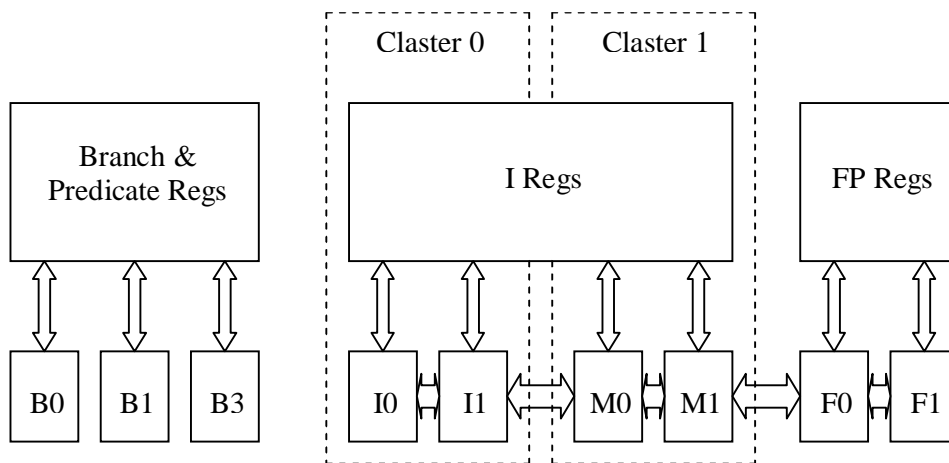 Claster 0
Claster 1
Branch &
Predicate Regs
I Regs
FP Regs
B0
B1
B3
I0
I1
M0
M1
F0
F1